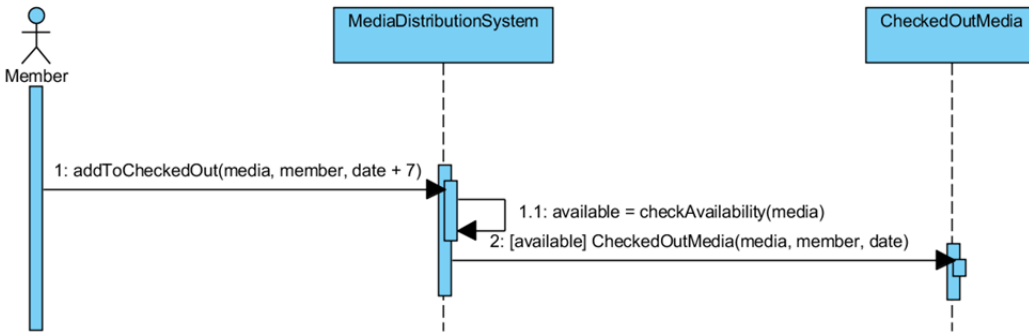 MediaDistributionSystem
CheckedOutMedia
Member
1: addToCheckedOut(media, member, date + 7)
1.1: available = checkAvailability(media)
2: [available] CheckedOutMedia(media, member, date)